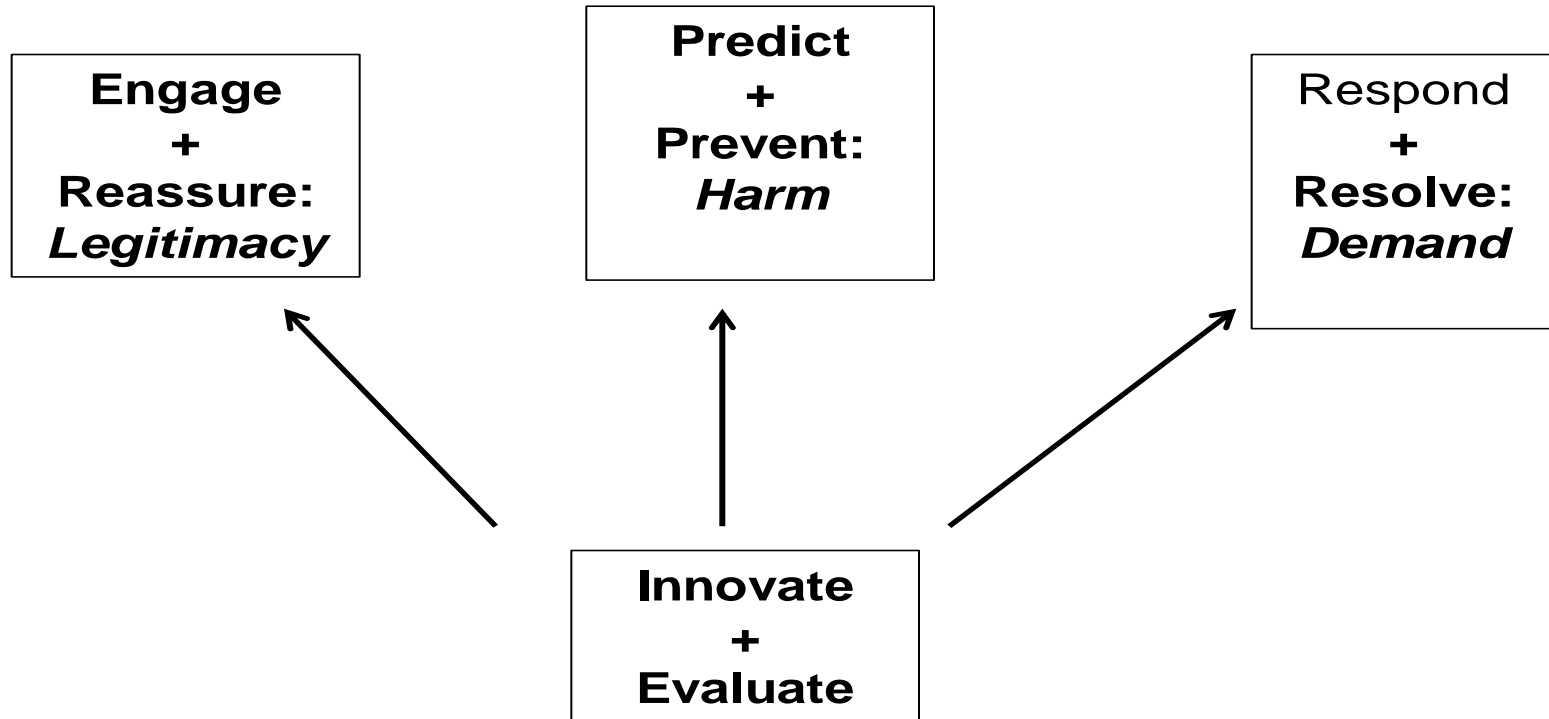 Engage
+
Reassure:
Legitimacy
Predict
+
Prevent:
Harm
Respond
+
Resolve:
Demand
Innovate
+
Evaluate